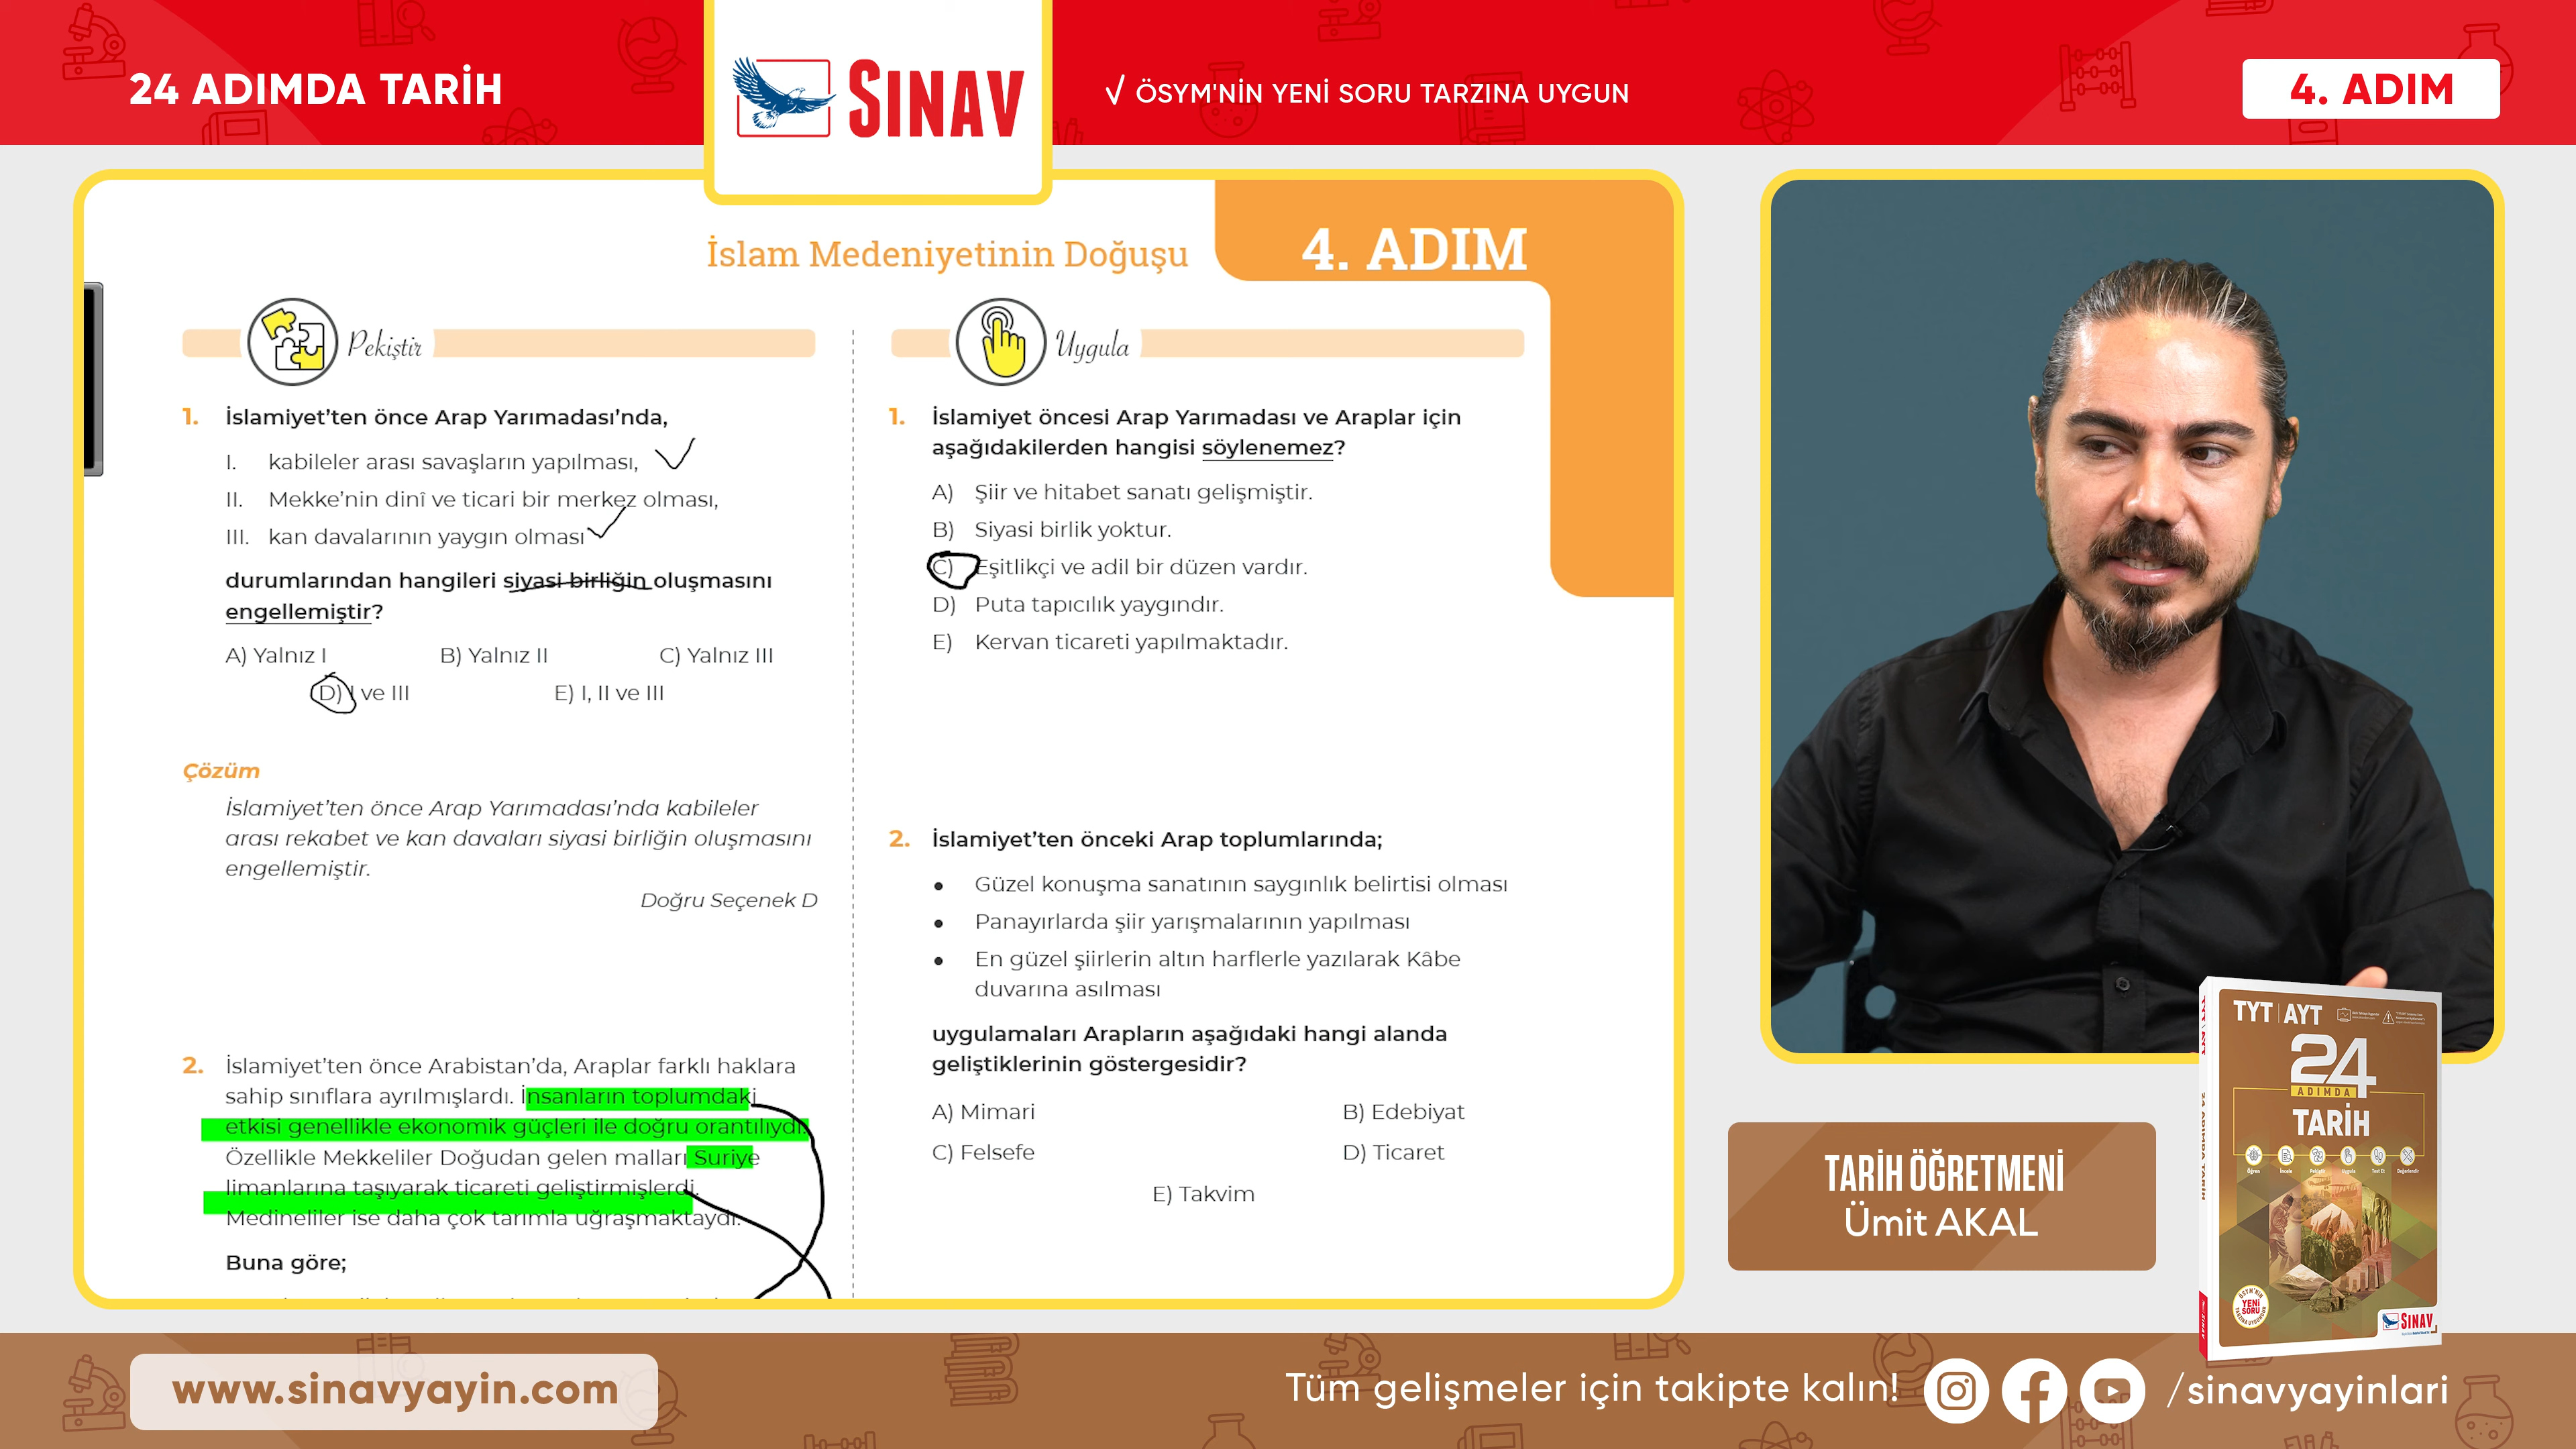 24 ADIMDA TARİH
SINAV
√ ÖSYM'NİN YENİ SORU TARZINA UYGUN
4. ADIM
İslam Medeniyetinin Doğuşu
4. ADIM
Pekiştir
1. İslamiyet'ten önce Arap Yarımadası'nda,
I. kabileler arası savaşların yapılması,
II. Mekke'nin dinî ve ticari bir merkez olması,
III. kan davalarının yaygın olması
durumlarından hangileri siyasi birliğin oluşmasını
engellemiştir?
A) Yalnız I B) Yalnız II C) Yalnız III
D) I ve III E) I, II ve III
Çözüm
İslamiyet'ten önce Arap Yarımadası'nda kabileler
arası rekabet ve kan davaları siyasi birliğin oluşmasını
engellemiştir.
Doğru Seçenek D
2. İslamiyet'ten önce Arabistan'da, Araplar farklı haklara
sahip sınıflara ayrılmışlardı. İnsanların toplumdaki
etkisi genellikle ekonomik güçleri ile doğru orantılıydı.
Özellikle Mekkeliler Doğudan gelen malları Suriye
limanlarına taşıyarak ticareti geliştirmişlerdi.
Medineliler ise daha çok tarımla uğraşmaktaydı.
Buna göre;
Uygula
1. İslamiyet öncesi Arap Yarımadası ve Araplar için
aşağıdakilerden hangisi söylenemez?
A) Şiir ve hitabet sanatı gelişmiştir.
B) Siyasi birlik yoktur.
C) Eşitlikçi ve adil bir düzen vardır.
D) Puta tapıcılık yaygındır.
E) Kervan ticareti yapılmaktadır.
2. İslamiyet'ten önceki Arap toplumlarında;
• Güzel konuşma sanatının saygınlık belirtisi olması
• Panayırlarda şiir yarışmalarının yapılması
• En güzel şiirlerin altın harflerle yazılarak Kâbe
duvarına asılması
uygulamaları Arapların aşağıdaki hangi alanda
geliştiklerinin göstergesidir?
A) Mimari B) Edebiyat
C) Felsefe D) Ticaret
E) Takvim
TARİH ÖĞRETMENİ
Ümit AKAL
TYT | AYT
24
ADIMDA
TARİH
YENİ
SORU
SINAV
www.sinavyayin.com
Tüm gelişmeler için takipte kalın!
/sinavyayinlari